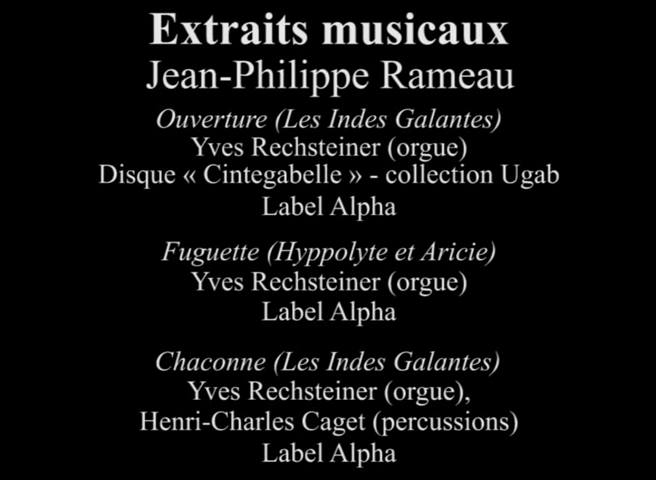 Extraits musicaux
Jean-Philippe Rameau
Ouverture (Les Indes Galantes)
Yves Rechsteiner (orgue)
Disque « Cintegabelle » - collection Ugab
Label Alpha
Fuguette (Hyppolyte et Aricie)
Yves Rechsteiner (orgue)
Label Alpha
Chaconne (Les Indes Galantes)
Yves Rechsteiner (orgue),
Henri-Charles Caget (percussions)
Label Alpha